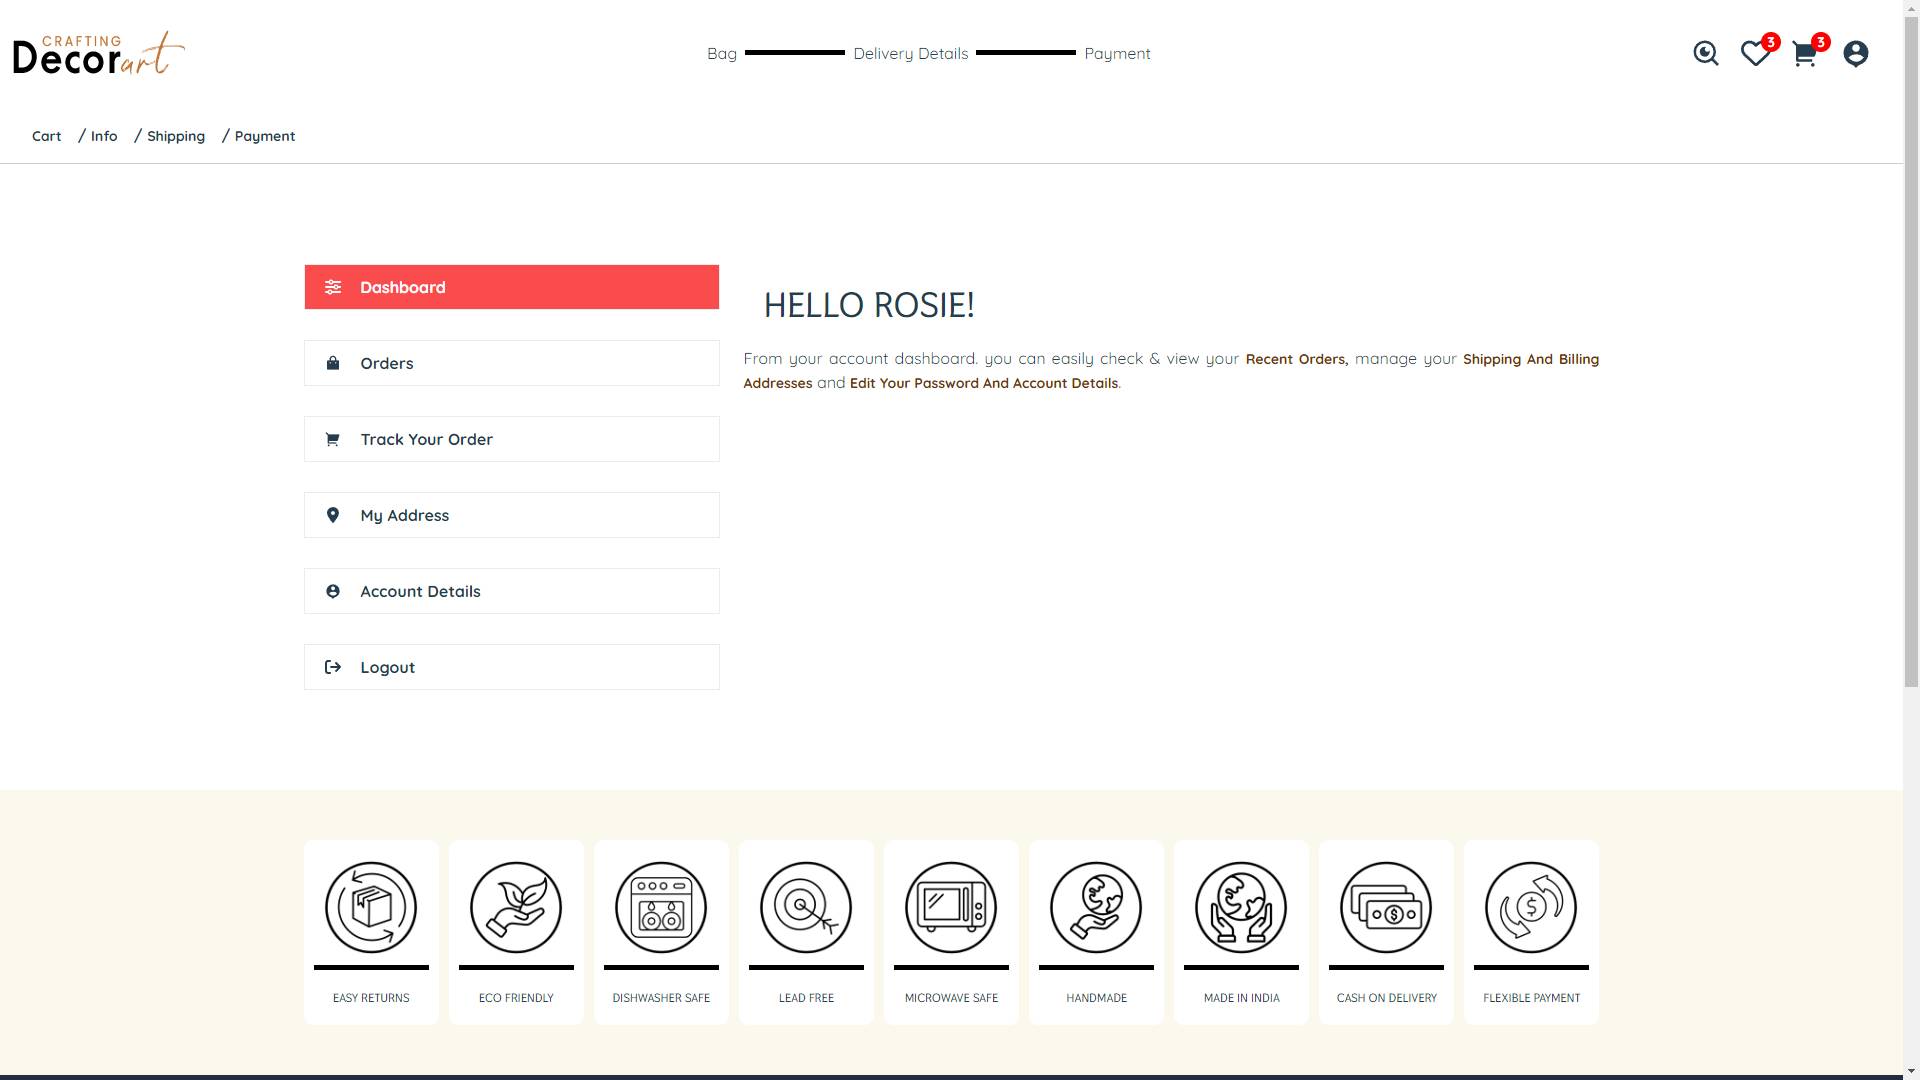 CRAFTING
Decorart
Bag Delivery Details Payment
3
3
Cart / Info / Shipping / Payment
Dashboard
Orders
Track Your Order
My Address
Account Details
Logout
HELLO ROSIE!
From your account dashboard. you can easily check & view your Recent Orders, manage your Shipping And Billing
Addresses and Edit Your Password And Account Details.
EASY RETURNS
ECO FRIENDLY
DISHWASHER SAFE
LEAD FREE
MICROWAVE SAFE
HANDMADE
MADE IN INDIA
CASH ON DELIVERY
FLEXIBLE PAYMENT